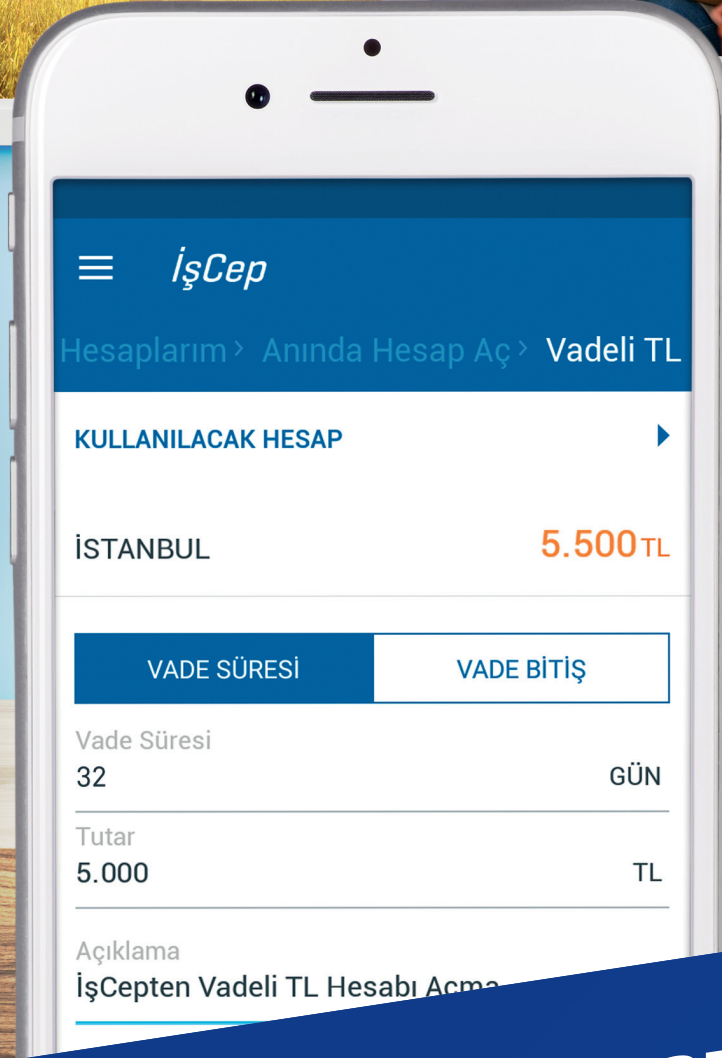 İşCep
Hesaplarım > Anında Hesap Aç > Vadeli TL
KULLANILACAK HESAP
İSTANBUL 5.500 TL
VADE SÜRESİ VADE BİTİŞ
Vade Süresi
32 GÜN
Tutar
5.000 TL
Açıklama
İşCepten Vadeli TL Hesabı Açma